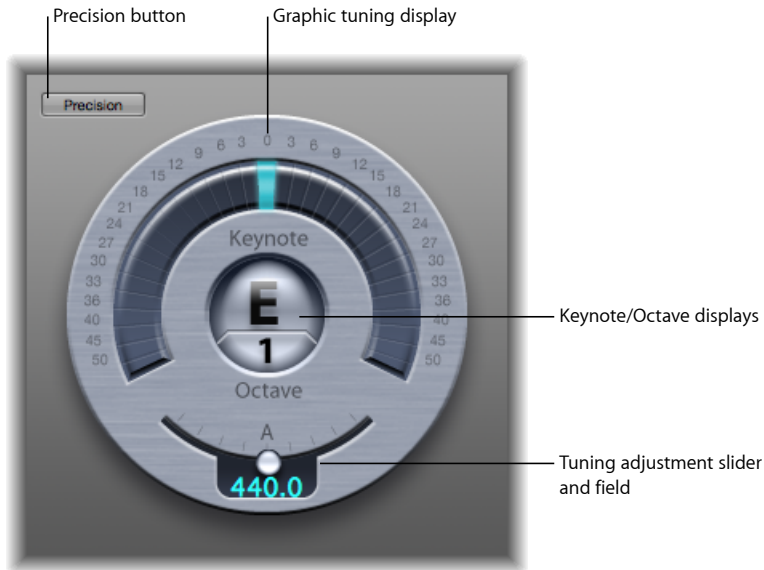 Precision button
Graphic tuning display
Precision
50 45 40 36 33 30 27 24 21 18 15 12 9 6 3 0 3 6 9 12 15 18 21 24 27 30 33 36 40 45 50
Keynote
E
1
Keynote/Octave displays
Octave
A
440.0
Tuning adjustment slider
and field